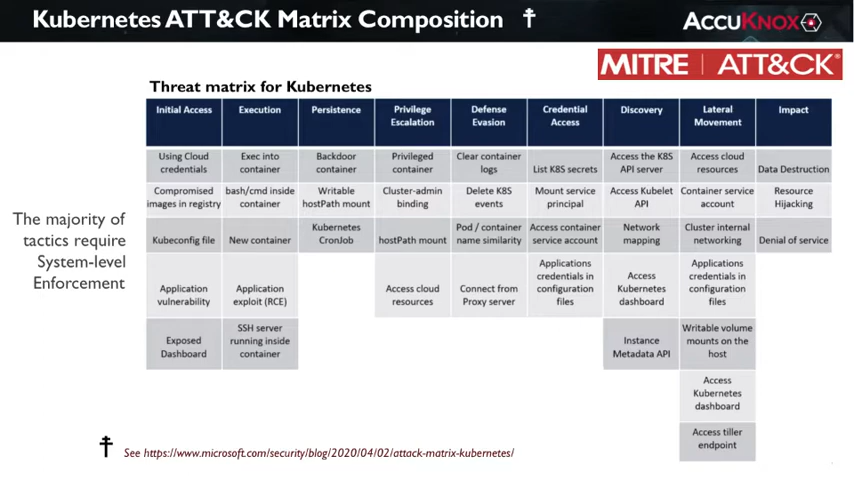 Kubernetes ATT&CK Matrix Composition †
ACCUKNOX
MITRE | ATT&CK
Threat matrix for Kubernetes
Initial Access
Execution
Persistence
Privilege
Escalation
Defense
Evasion
Credential
Access
Discovery
Lateral
Movement
Impact
Using Cloud
credentials
Exec into
container
Backdoor
container
Privileged
container
Clear container
logs
List K8S secrets
Access the K8S
API server
Access cloud
resources
Data Destruction
Compromised
images in registry
bash/cmd inside
container
Writable
hostPath mount
Cluster-admin
binding
Delete K8S
events
Mount service
principal
Access Kubelet
API
Container service
account
Resource
Hijacking
Kubeconfig file
New container
Kubernetes
CronJob
hostPath mount
Pod / container
name similarity
Access container
service account
Network
mapping
Cluster internal
networking
Denial of service
Application
vulnerability
Application
exploit (RCE)
Access cloud
resources
Connect from
Proxy server
Applications
credentials in
configuration
files
Access
Kubernetes
dashboard
Applications
credentials in
configuration
files
Exposed
Dashboard
SSH server
running inside
container
Instance
Metadata API
Writable volume
mounts on the
host
Access
Kubernetes
dashboard
Access tiller
endpoint
The majority of
tactics require
System-level
Enforcement
† See https://www.microsoft.com/security/blog/2020/04/02/attack-matrix-kubernetes/